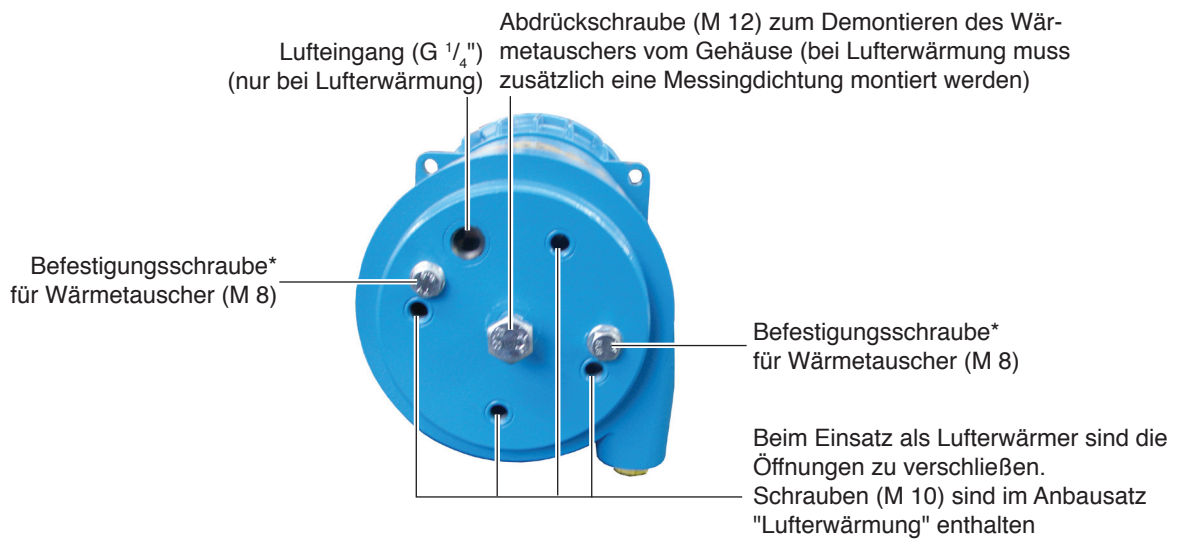 Abdrückschraube (M 12) zum Demontieren des Wär-
metauschers vom Gehäuse (bei Lufterwärmung muss
zusätzlich eine Messingdichtung montiert werden)
Lufteingang (G 1/4")
(nur bei Lufterwärmung)
Befestigungsschraube*
für Wärmetauscher (M 8)
Befestigungsschraube*
für Wärmetauscher (M 8)
Beim Einsatz als Lufterwärmer sind die
Öffnungen zu verschließen.
Schrauben (M 10) sind im Anbausatz
"Lufterwärmung" enthalten